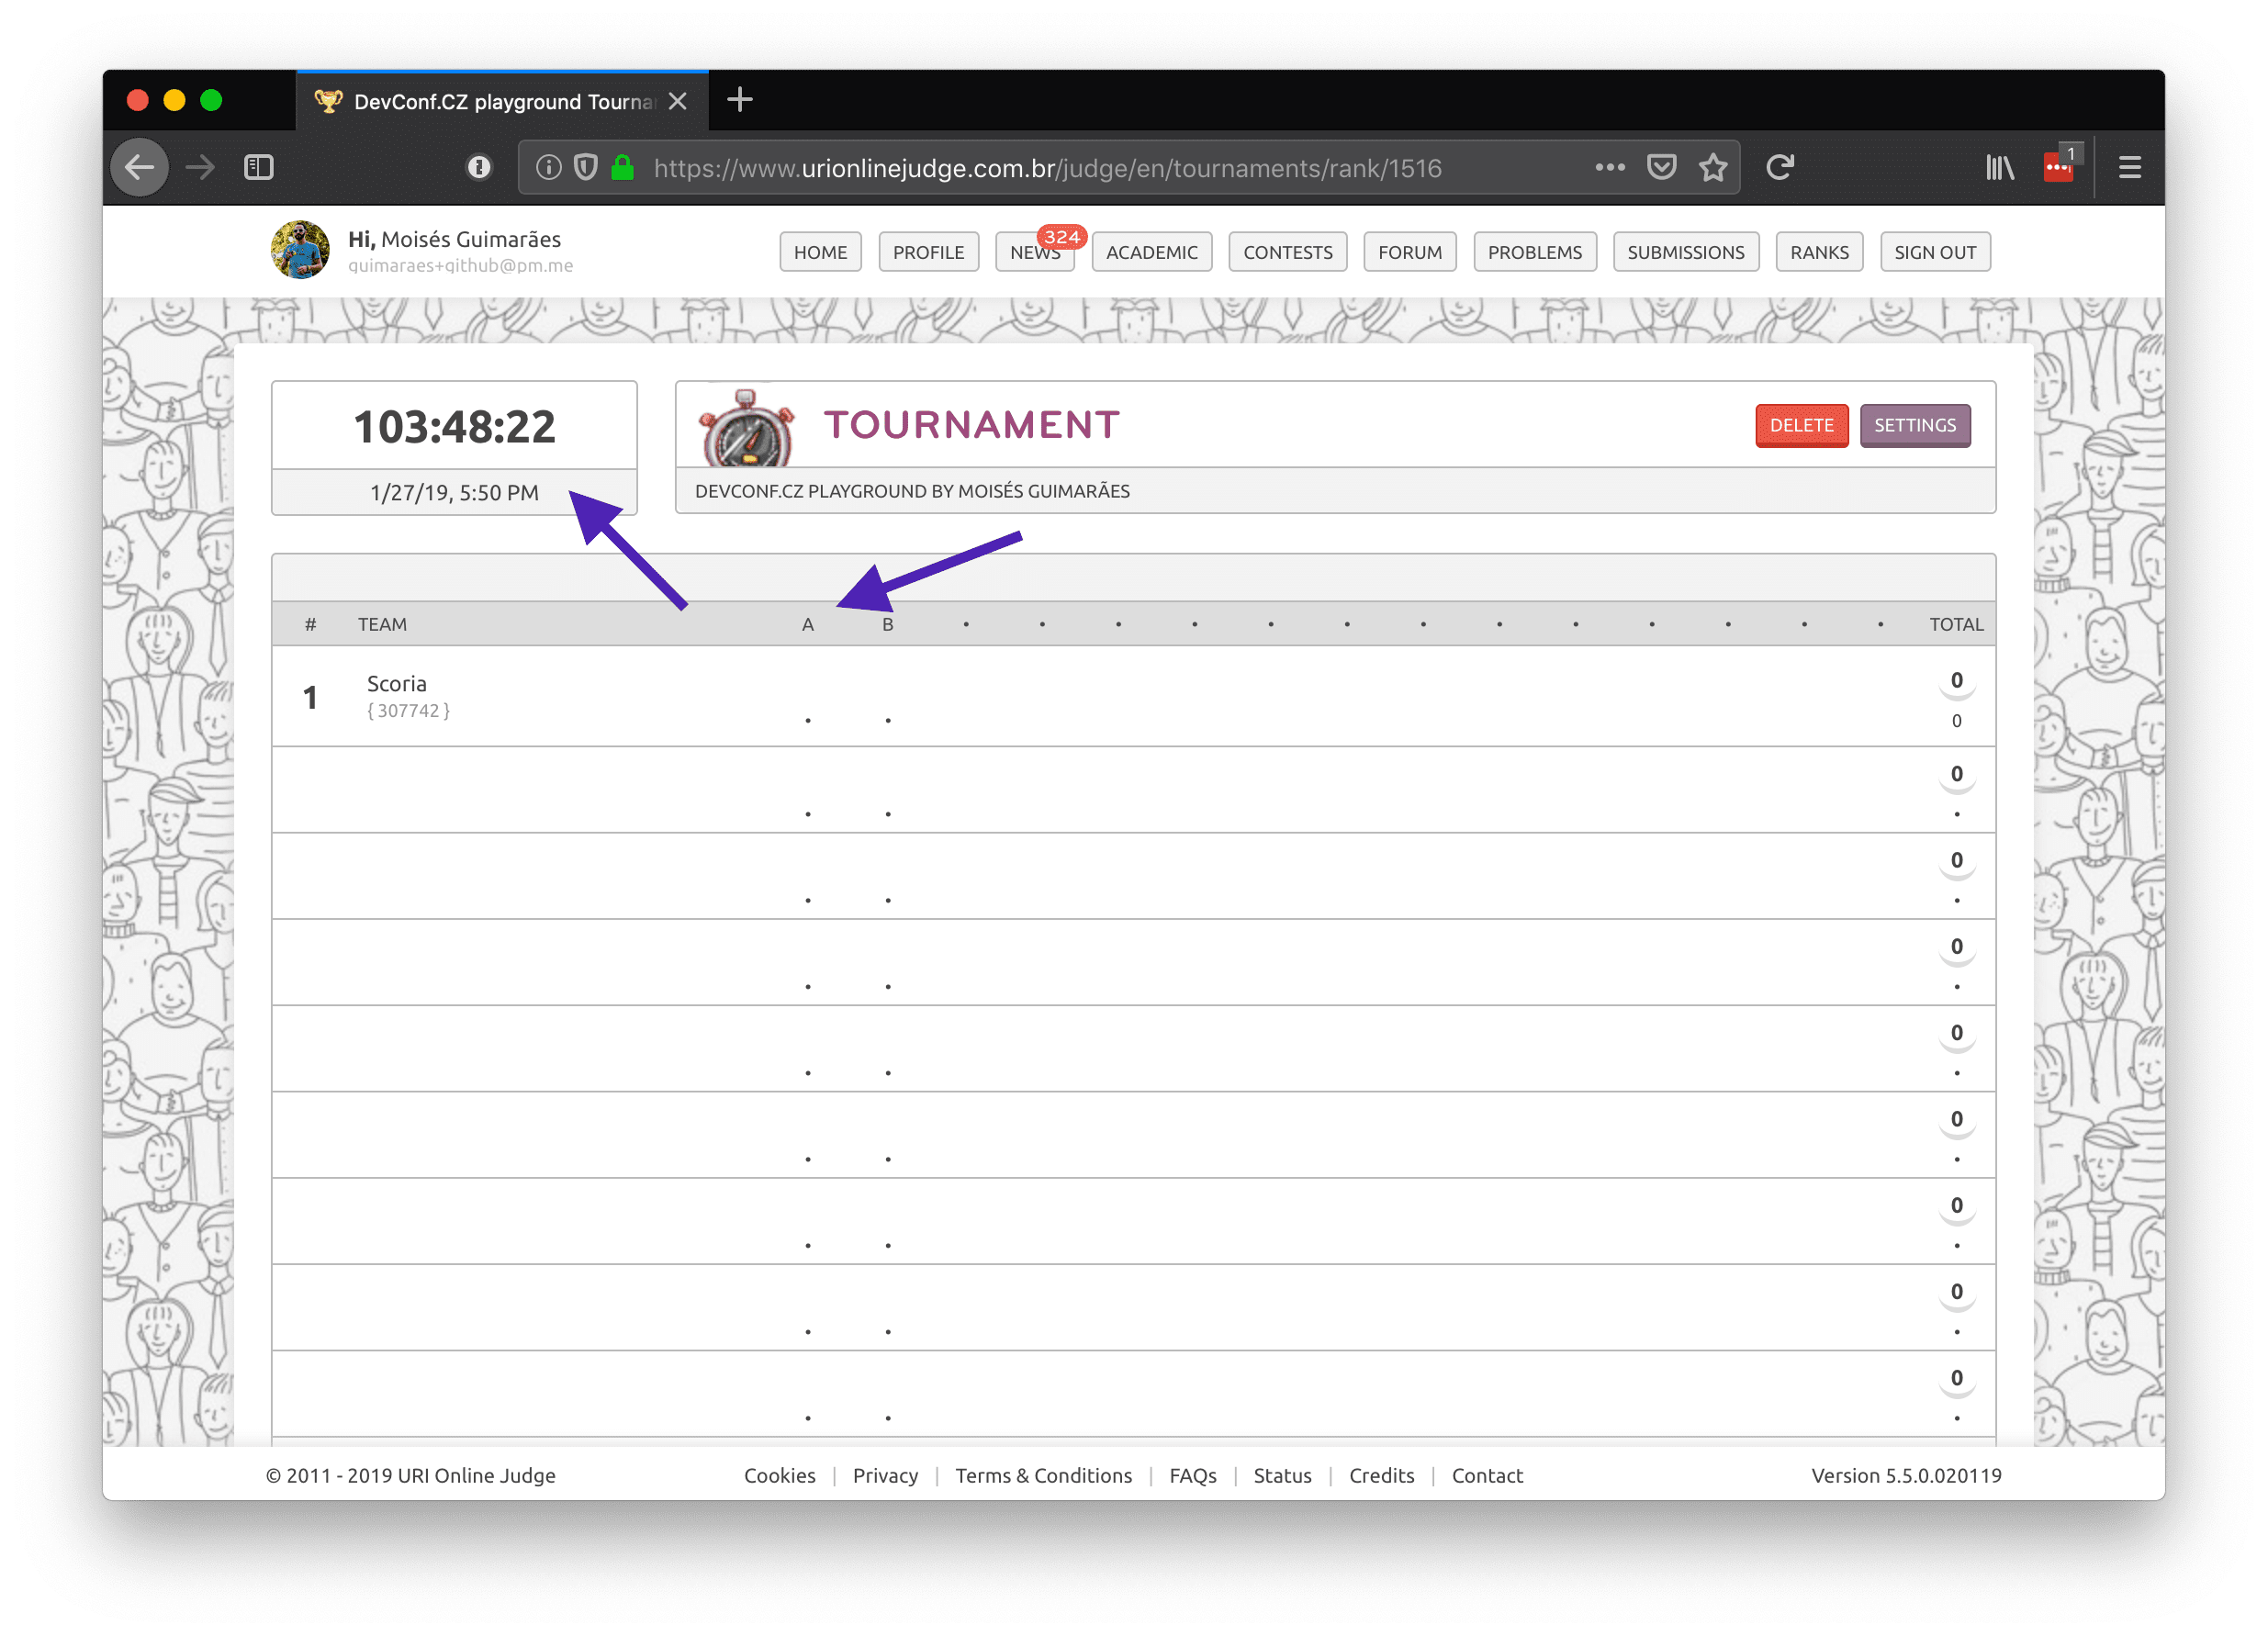 DevConf.CZ playground Tourna
https://www.urionlinejudge.com.br/judge/en/tournaments/rank/1516
1
Hi, Moisés Guimarães
guimaraes+github@pm.me
HOME PROFILE NEWS 324 ACADEMIC CONTESTS FORUM PROBLEMS SUBMISSIONS RANKS SIGN OUT
103:48:22
1/27/19, 5:50 PM
TOURNAMENT
DELETE SETTINGS
DEVCONF.CZ PLAYGROUND BY MOISÉS GUIMARÃES
# TEAM A B • • • • • • • • • • • • • TOTAL
1 Scoria 0
{ 307742 } . . 0
0
. . .
0
. . .
0
. . .
0
. . .
0
. . .
0
. . .
0
. . .
0
. . .
© 2011 - 2019 URI Online Judge Cookies | Privacy | Terms & Conditions | FAQs | Status | Credits | Contact Version 5.5.0.020119